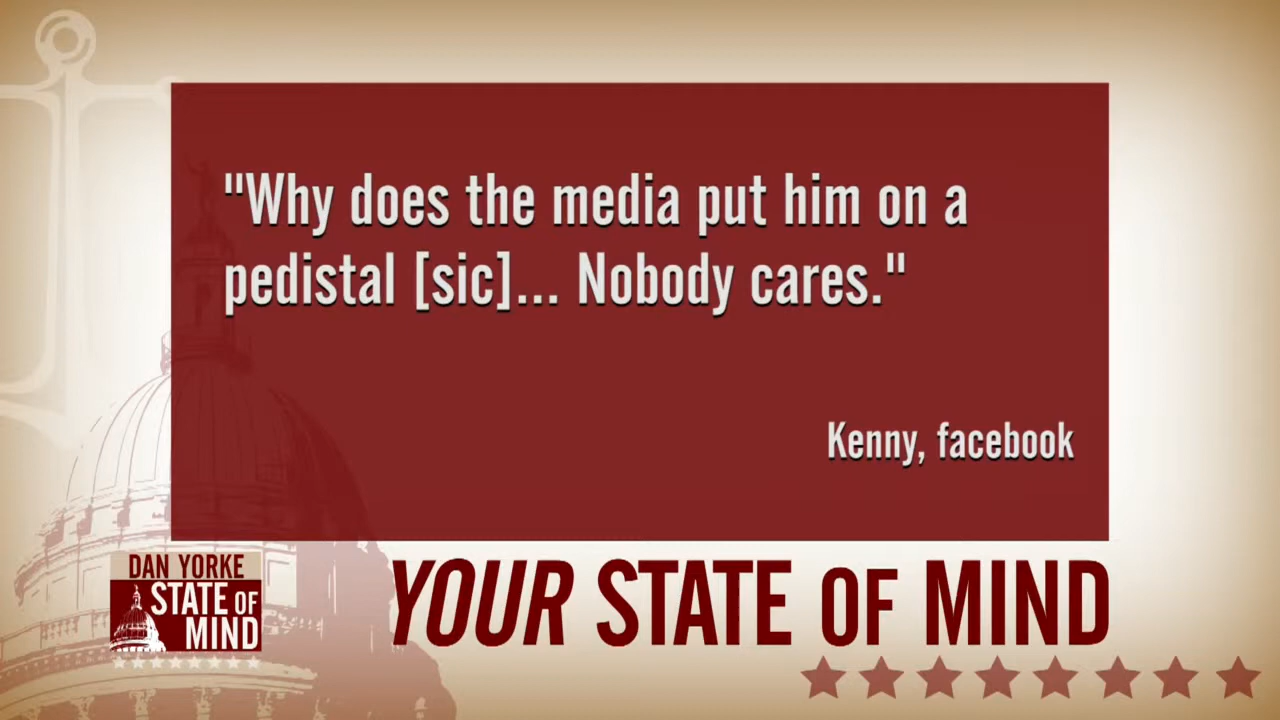 "Why does the media put him on a
pedistal [sic]... Nobody cares."
Kenny, facebook
DAN YORKE
STATE OF
MIND
YOUR STATE OF MIND